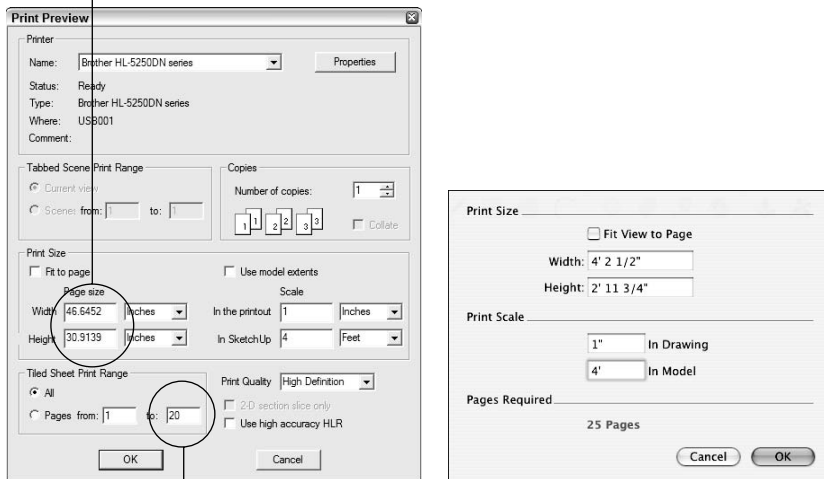 Print Preview
Printer
Name: Brother HL-5250DN series Properties
Status: Ready
Type: Brother HL-5250DN series
Where: USB001
Comment:
Tabbed Scene Print Range
Current view
Scenes from: 1 to: 1
Copies
Number of copies: 1
1 1 2 2 3 3 Collate
Print Size
Fit to page Use model extents
Page size Scale
Width 46.6452 Inches In the printout 1 Inches
Height 30.9139 Inches In SketchUp 4 Feet
Tiled Sheet Print Range
All
Pages from: 1 to: 20
Print Quality High Definition
2-D section slice only
Use high accuracy HLR
OK Cancel
Print Size
Fit View to Page
Width: 4' 2 1/2"
Height: 2' 11 3/4"
Print Scale
1" In Drawing
4' In Model
Pages Required
25 Pages
Cancel OK